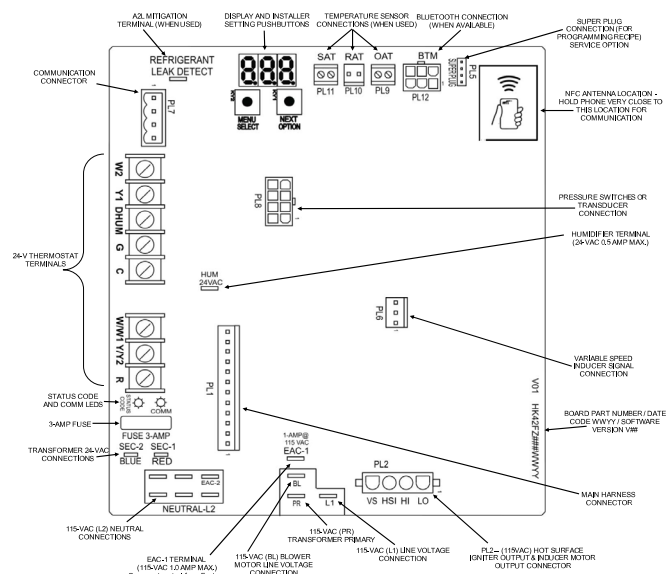 A2L MITIGATION
TERMINAL (WHEN USED)
DISPLAY AND INSTALLER
SETTING PUSHBUTTONS
TEMPERATURE SENSOR
CONNECTIONS (WHEN USED)
BLUETOOTH CONNECTION
(WHEN AVAILABLE)
SUPER PLUG
CONNECTION (FOR
PROGRAMMING RECIPE)
SERVICE OPTION
REFRIGERANT
LEAK DETECT
SAT
RAT
OAT
BTM
PL11
PL10
PL9
PL12
SUPERPLUG
PL5
1
COMMUNICATION
CONNECTOR
PL7
1
MENU
SELECT
NEXT
OPTION
NFC ANTENNA LOCATION -
HOLD PHONE VERY CLOSE TO
THIS LOCATION FOR
COMMUNICATION
24-V THERMOSTAT
TERMINALS
W2
Y1
DHUM
G
C
W/W1
Y/Y2
R
PL8
1
PRESSURE SWITCHES OR
TRANSDUCER
CONNECTION
HUM
24VAC
HUMIDIFIER TERMINAL
(24-VAC 0.5 AMP MAX.)
PL6
1
VARIABLE SPEED
INDUCER SIGNAL
CONNECTION
PL1
1
STATUS CODE
AND COMM LEDS
STATUS
CODE
COMM
3-AMP FUSE
FUSE 3-AMP
TRANSFORMER 24-VAC
CONNECTIONS
SEC-2
BLUE
SEC-1
RED
1-AMP@
115 VAC
EAC-1
V01
HK42FZ###WWYY
BOARD PART NUMBER / DATE
CODE WWYY / SOFTWARE
VERSION V##
EAC-2
NEUTRAL-L2
BL
PR
L1
PL2
VS
HSI
HI
LO
1
MAIN HARNESS
CONNECTOR
115-VAC (L2) NEUTRAL
CONNECTIONS
EAC-1 TERMINAL
(115-VAC 1.0 AMP MAX.)
115-VAC (BL) BLOWER
MOTOR LINE VOLTAGE
CONNECTION
115-VAC (PR)
TRANSFORMER PRIMARY
115-VAC (L1) LINE VOLTAGE
CONNECTION
PL2— (115VAC) HOT SURFACE
IGNITER OUTPUT & INDUCER MOTOR
OUTPUT CONNECTOR